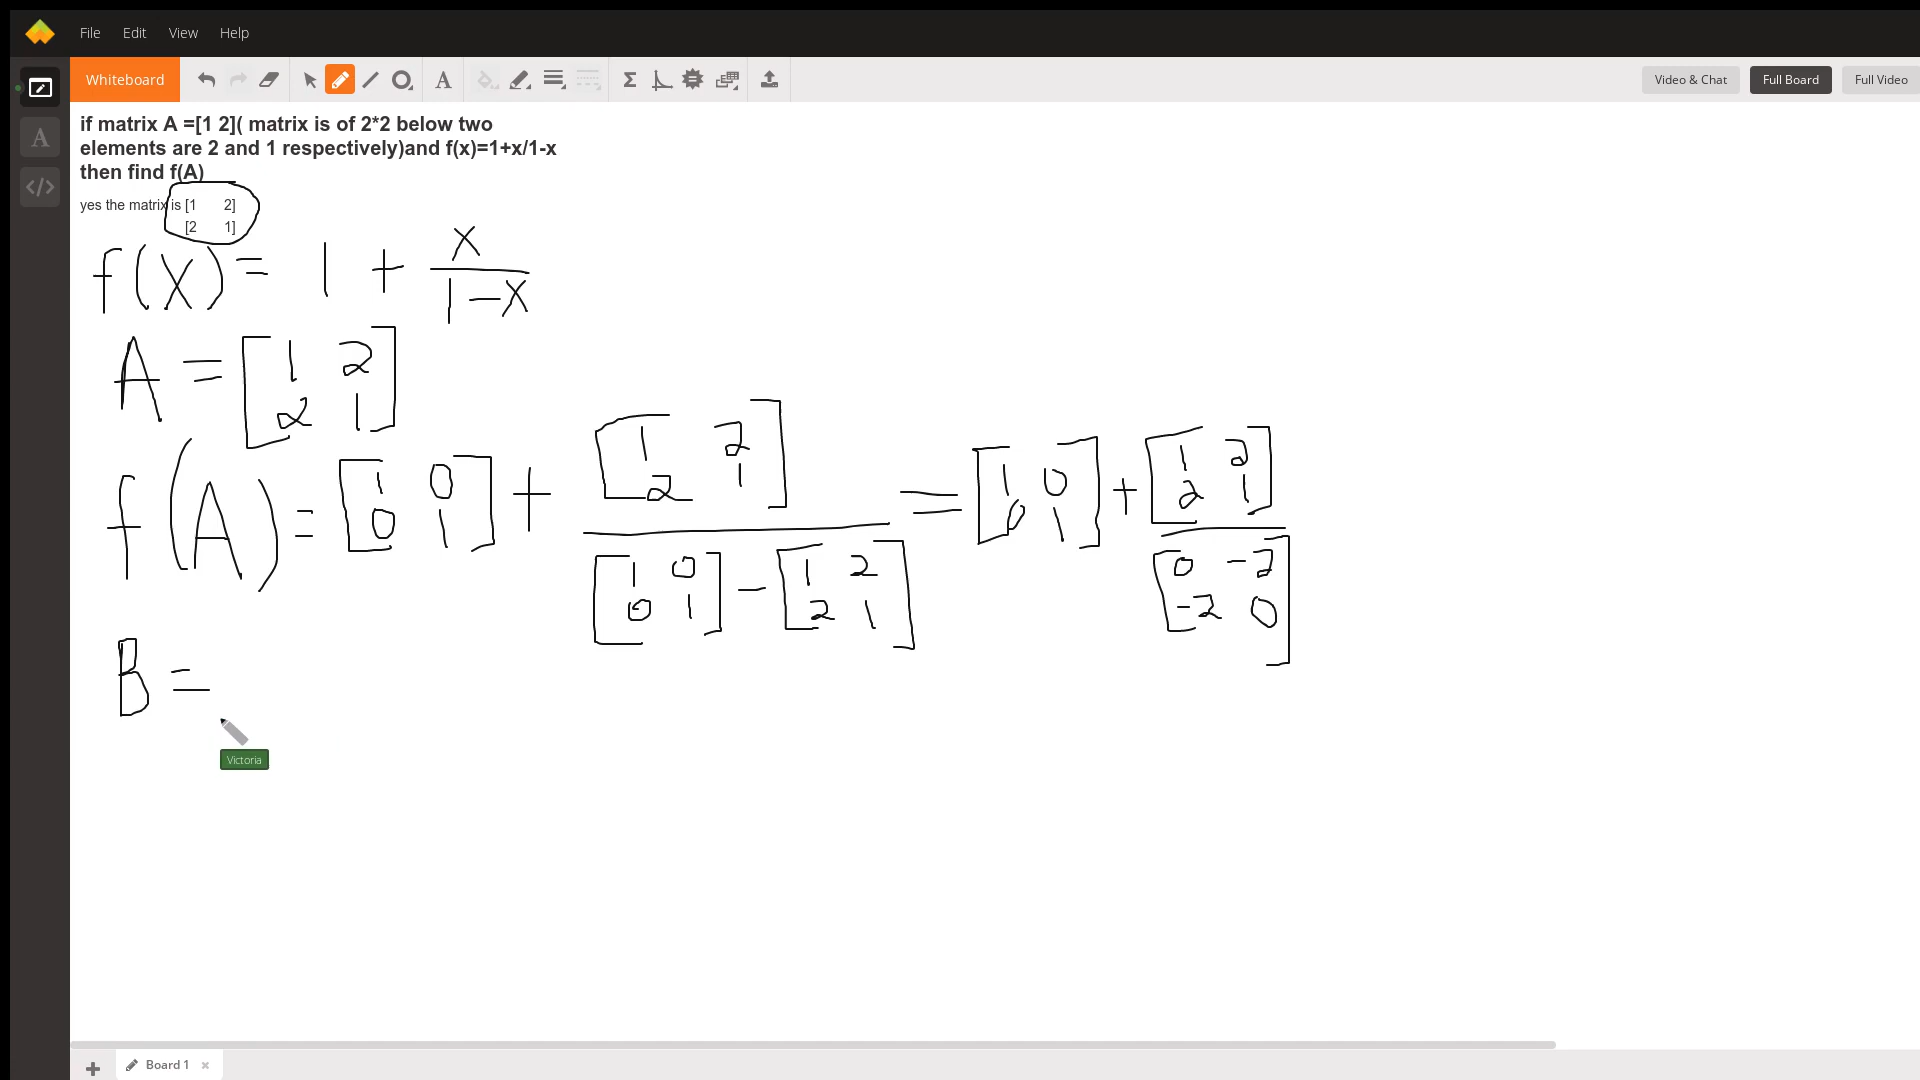 File Edit View Help
Whiteboard A Σ Video & Chat Full Board Full Video
A
</>
if matrix A =[1 2]( matrix is of 2*2 below two
elements are 2 and 1 respectively)and f(x)=1+x/1-x
then find f(A)
yes the matrix is [1 2]
[2 1]
f(x) = 1 + x/(1-x)
A = [1 2
2 1]
f(A) = [1 0; 0 1] + [1 2; 2 1] / ([1 0; 0 1] - [1 2; 2 1]) = [1 0; 0 1] + [1 2; 2 1] / [0 -2; -2 0]
B =
Victoria
+ Board 1 ×